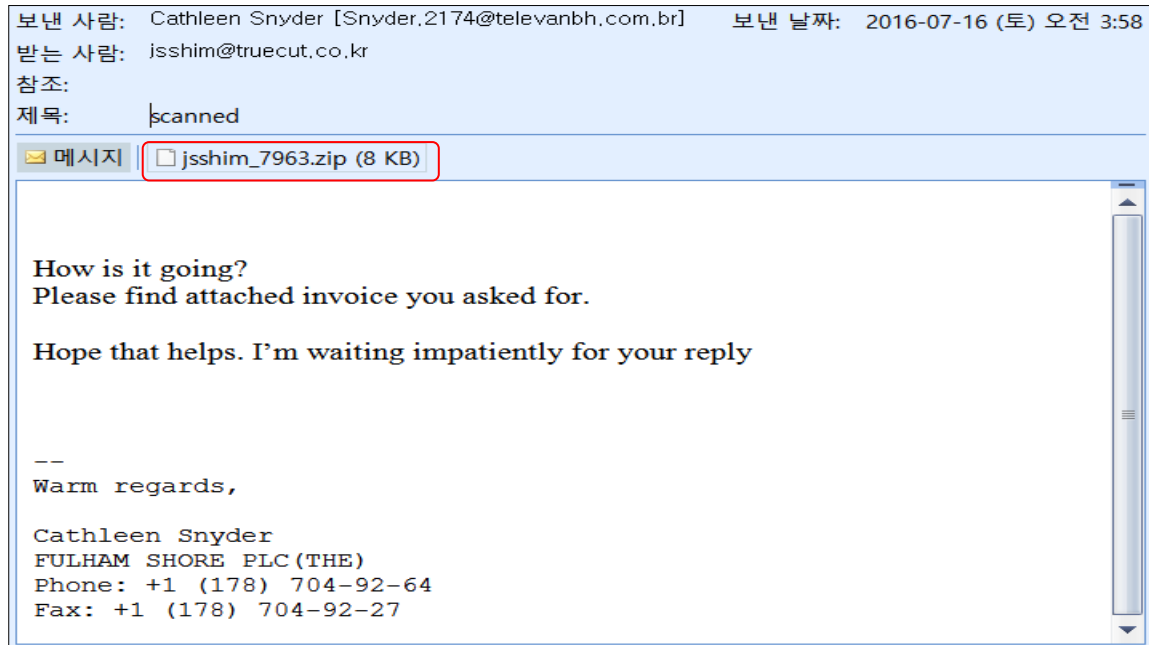 보낸 사람: Cathleen Snyder [Snyder.2174@televanbh.com.br] 보낸 날짜: 2016-07-16 (토) 오전 3:58
받는 사람: jsshim@truecut.co.kr
참조:
제목: scanned
메시지 jsshim_7963.zip (8 KB)
How is it going?
Please find attached invoice you asked for.
Hope that helps. I’m waiting impatiently for your reply
--
Warm regards,
Cathleen Snyder
FULHAM SHORE PLC(THE)
Phone: +1 (178) 704-92-64
Fax: +1 (178) 704-92-27